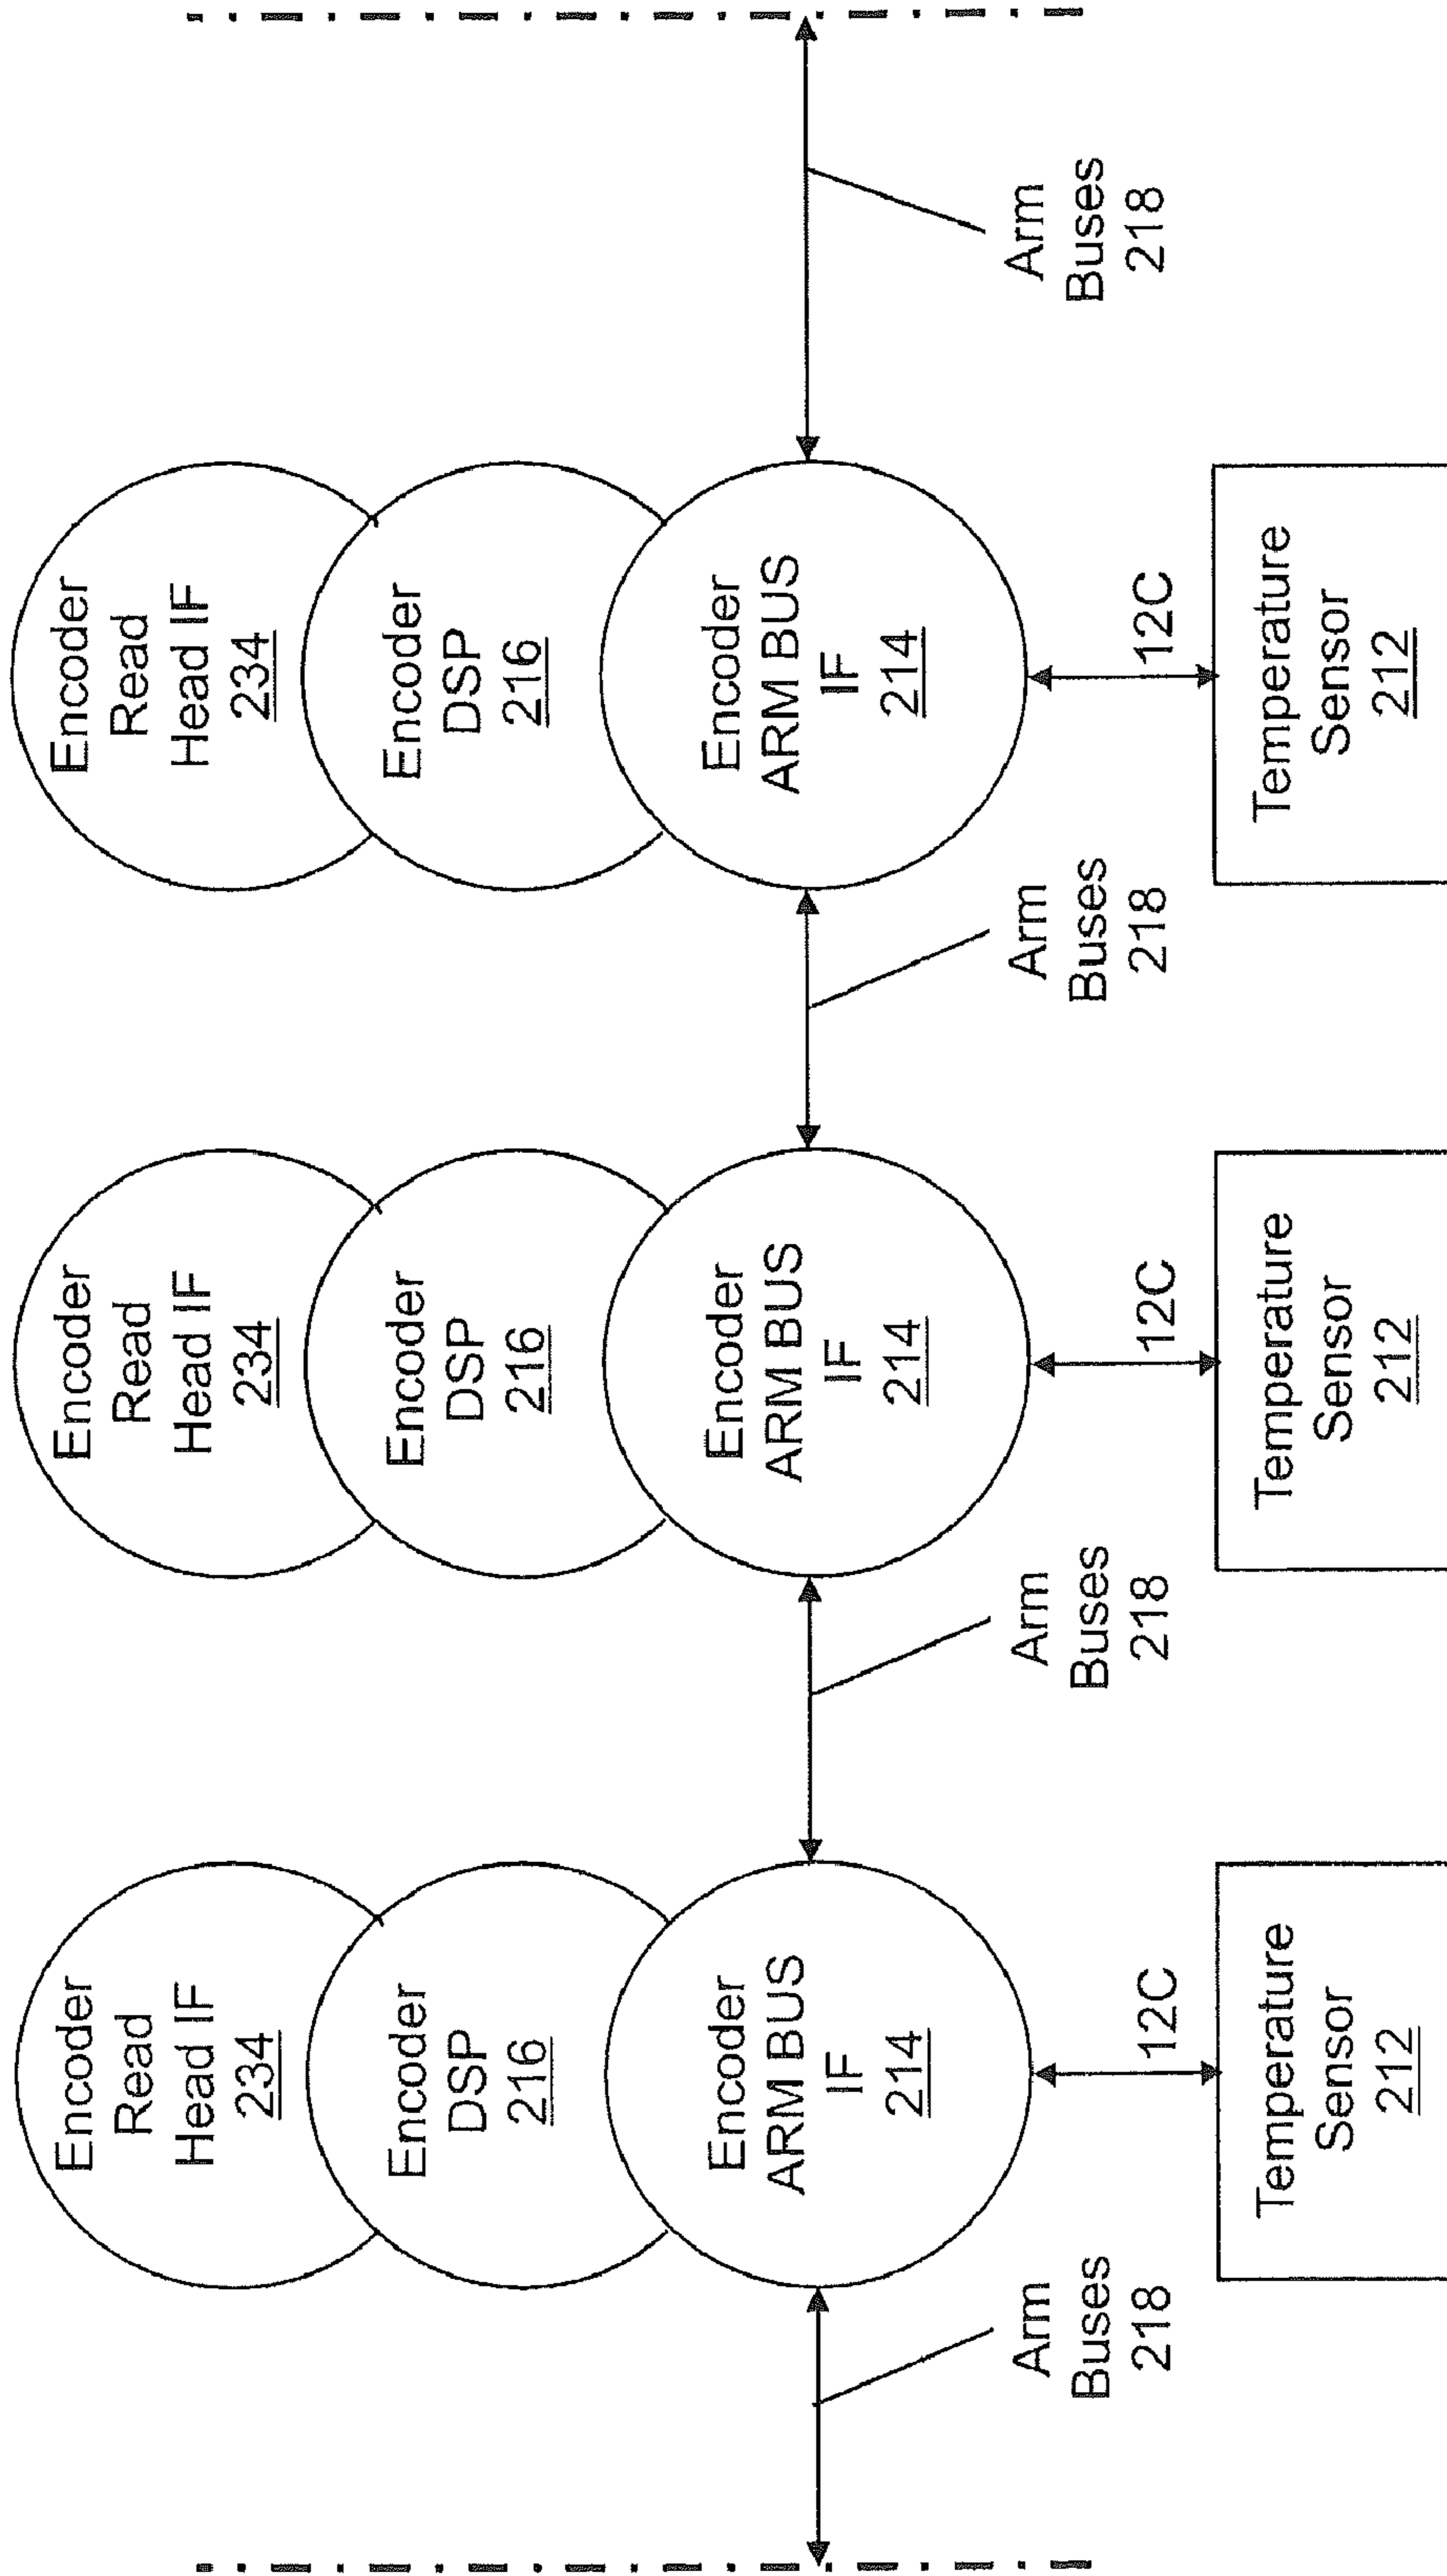 Encoder
Read
Head IF
234
Encoder
DSP
216
Encoder
ARM BUS
IF
214
12C
Temperature
Sensor
212
Encoder
Read
Head IF
234
Encoder
DSP
216
Encoder
ARM BUS
IF
214
12C
Temperature
Sensor
212
Encoder
Read
Head IF
234
Encoder
DSP
216
Encoder
ARM BUS
IF
214
12C
Temperature
Sensor
212
Arm
Buses
218
Arm
Buses
218
Arm
Buses
218
Arm
Buses
218